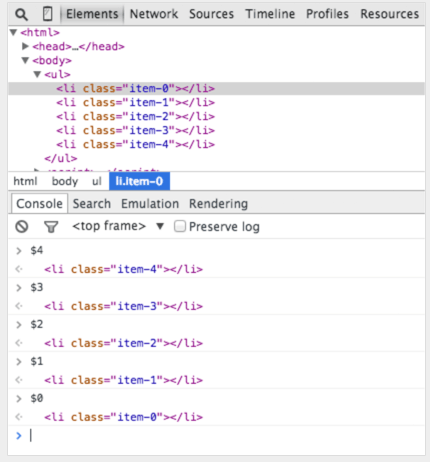 Elements Network Sources Timeline Profiles Resources
▼<html>
▶<head>…</head>
▼<body>
▼<ul>
<li class="item-0"></li>
<li class="item-1"></li>
<li class="item-2"></li>
<li class="item-3"></li>
<li class="item-4"></li>
</ul>
html body ul li.item-0
Console Search Emulation Rendering
<top frame> ▼ Preserve log
> $4
<li class="item-4"></li>
> $3
<li class="item-3"></li>
> $2
<li class="item-2"></li>
> $1
<li class="item-1"></li>
> $0
<li class="item-0"></li>
>